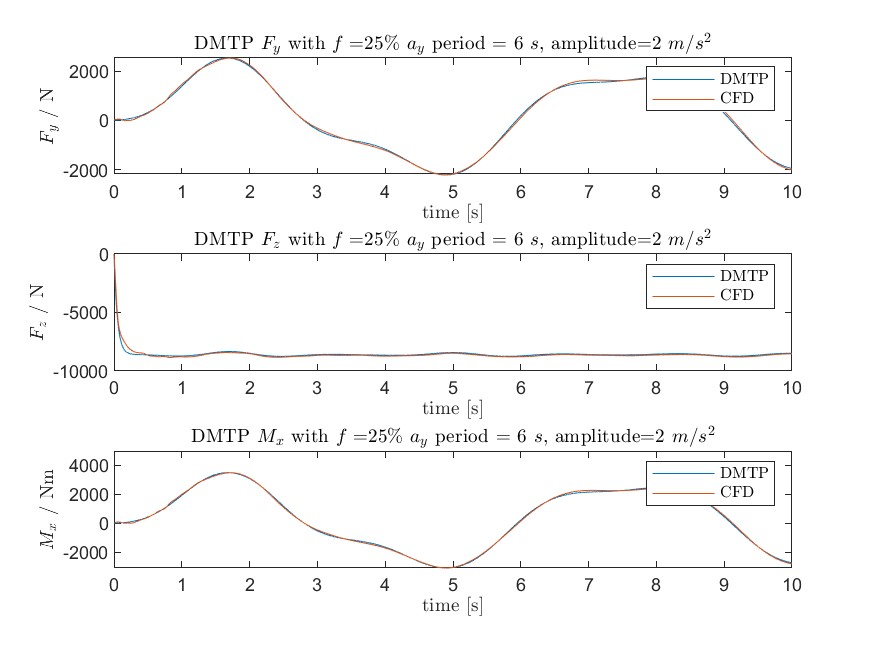 DMTP F_y with f =25% a_y period = 6 s, amplitude=2 m/s²
F_y / N
2000
0
-2000
0 1 2 3 4 5 6 7 8 9 10
time [s]
DMTP
CFD
DMTP F_z with f =25% a_y period = 6 s, amplitude=2 m/s²
F_z / N
0
-5000
-10000
0 1 2 3 4 5 6 7 8 9 10
time [s]
DMTP
CFD
DMTP M_x with f =25% a_y period = 6 s, amplitude=2 m/s²
M_x / Nm
4000
2000
0
-2000
0 1 2 3 4 5 6 7 8 9 10
time [s]
DMTP
CFD